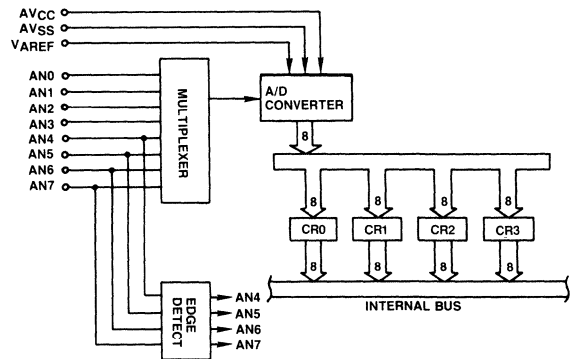 AVCC
AVSS
VAREF
AN0
AN1
AN2
AN3
AN4
AN5
AN6
AN7
MULTIPLEXER
A/D
CONVERTER
8
8 8 8 8
CR0 CR1 CR2 CR3
8 8 8 8
INTERNAL BUS
EDGE
DETECT
AN4
AN5
AN6
AN7